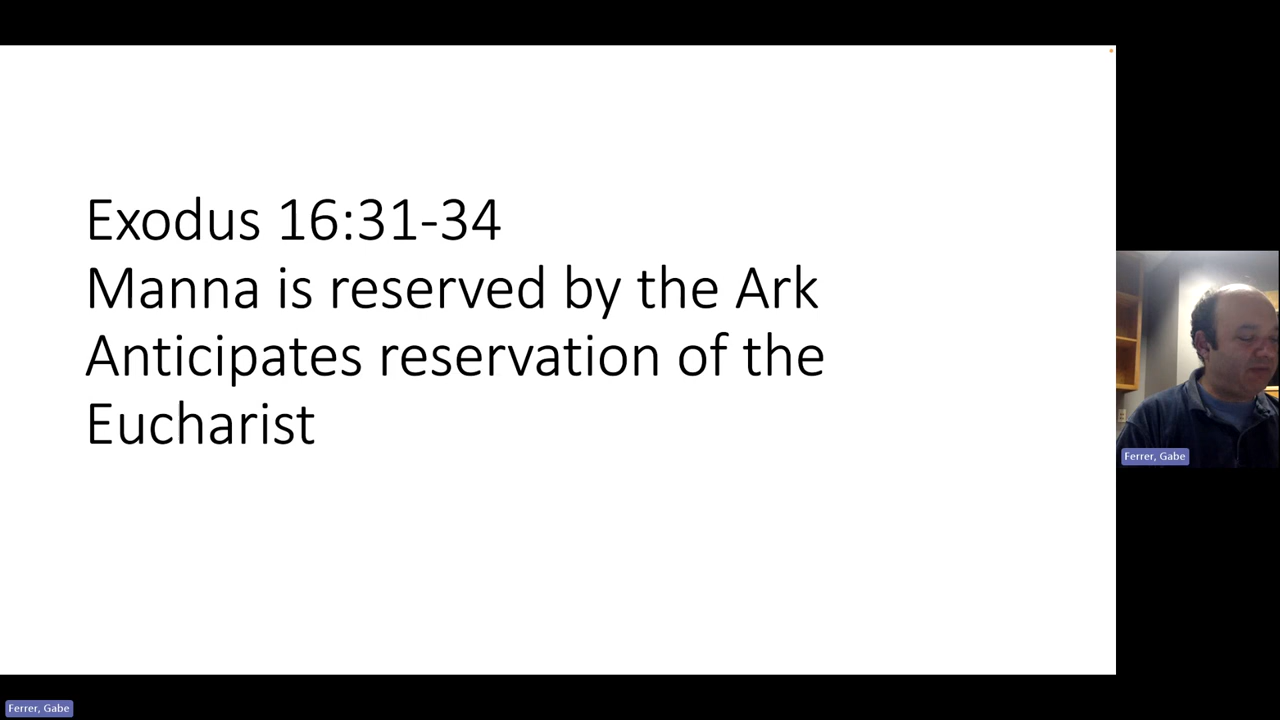 Exodus 16:31-34
Manna is reserved by the Ark
Anticipates reservation of the
Eucharist
Ferrer, Gabe
Ferrer, Gabe